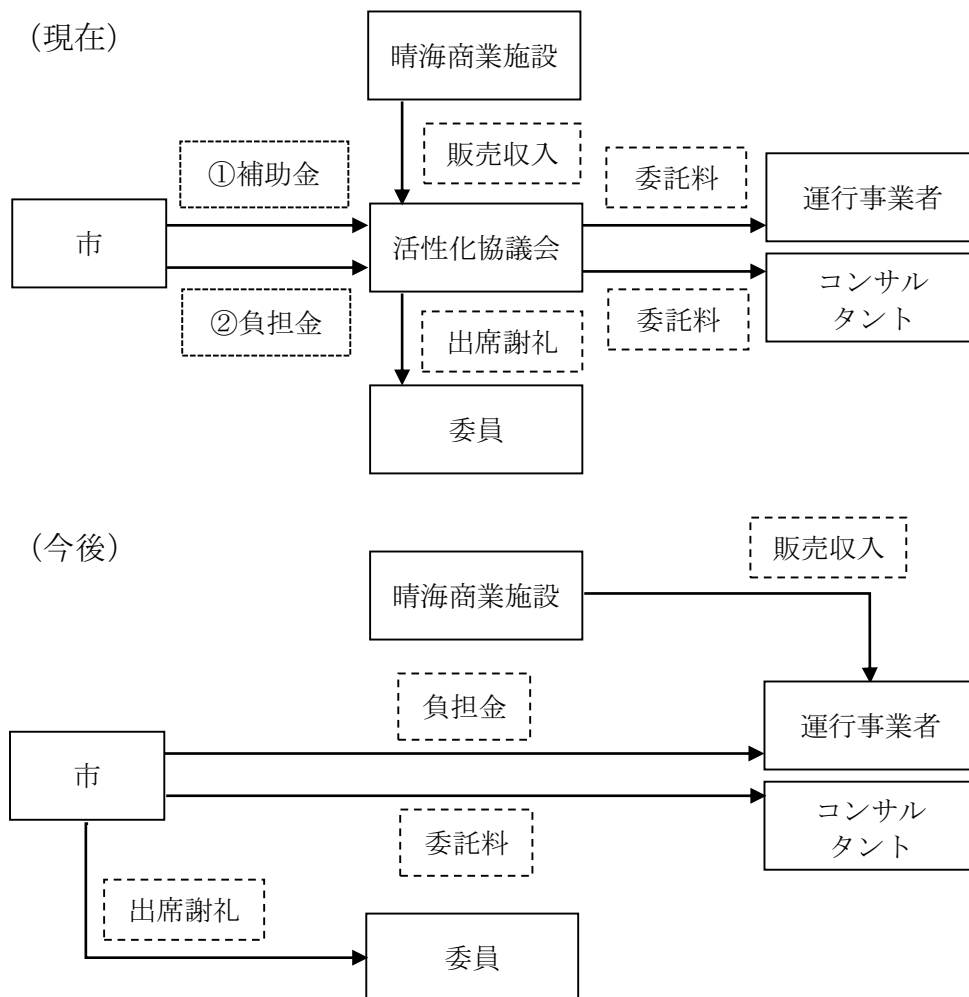 （現在）
晴海商業施設
販売収入
①補助金
委託料
運行事業者
市
活性化協議会
②負担金
出席謝礼
委託料
コンサル
タント
委員
（今後）
販売収入
晴海商業施設
負担金
運行事業者
市
委託料
コンサル
タント
出席謝礼
委員